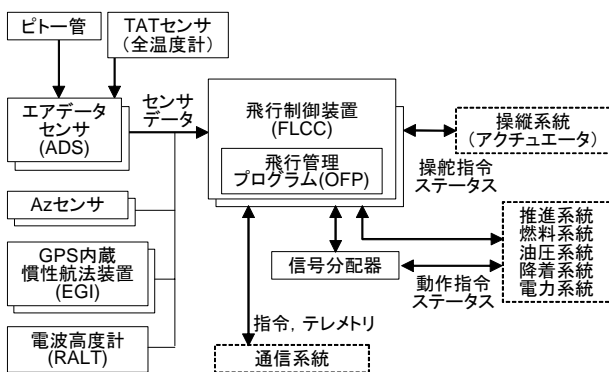 ピトー管
TATセンサ
(全温度計)
エアデータ
センサ
(ADS)
センサ
データ
Azセンサ
GPS内蔵
慣性航法装置
(EGI)
電波高度計
(RALT)
飛行制御装置
(FLCC)
飛行管理
プログラム(OFP)
操縦系統
(アクチュエータ)
操舵指令
ステータス
信号分配器
推進系統
燃料系統
油圧系統
降着系統
電力系統
動作指令
ステータス
指令，テレメトリ
通信系統